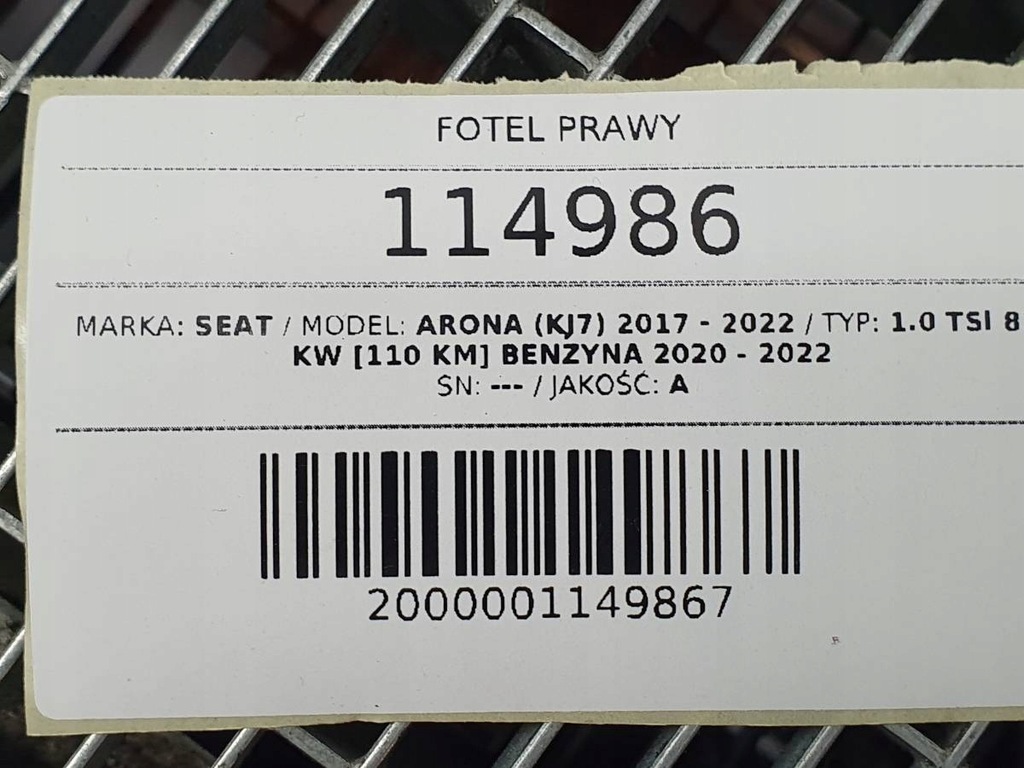 FOTEL PRAWY
114986
MARKA: SEAT / MODEL: ARONA (KJ7) 2017 - 2022 / TYP: 1.0 TSI 8
KW [110 KM] BENZYNA 2020 - 2022
SN: --- / JAKOŚĆ: A
2000001149867